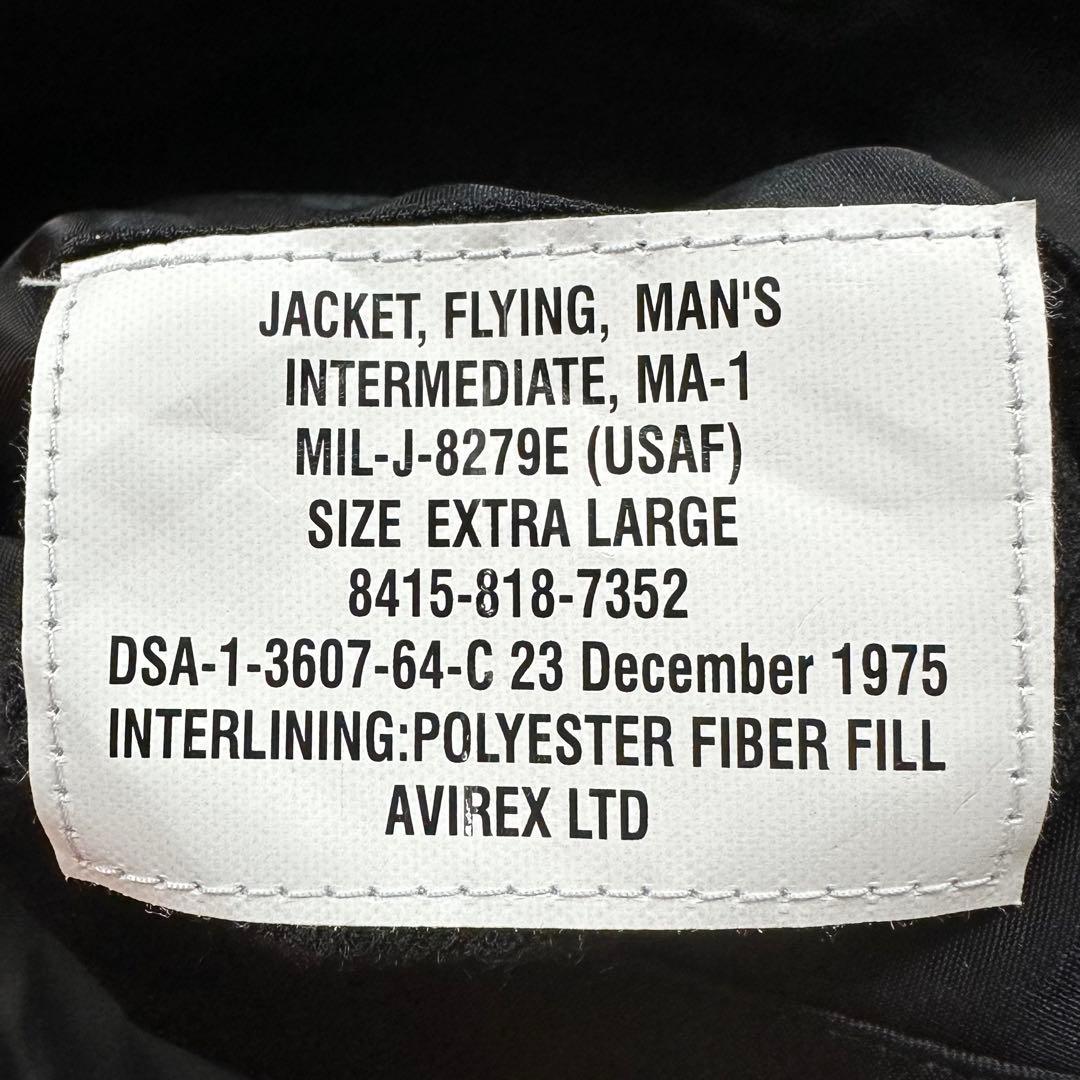 JACKET, FLYING, MAN'S
INTERMEDIATE, MA-1
MIL-J-8279E (USAF)
SIZE EXTRA LARGE
8415-818-7352
DSA-1-3607-64-C 23 December 1975
INTERLINING:POLYESTER FIBER FILL
AVIREX LTD